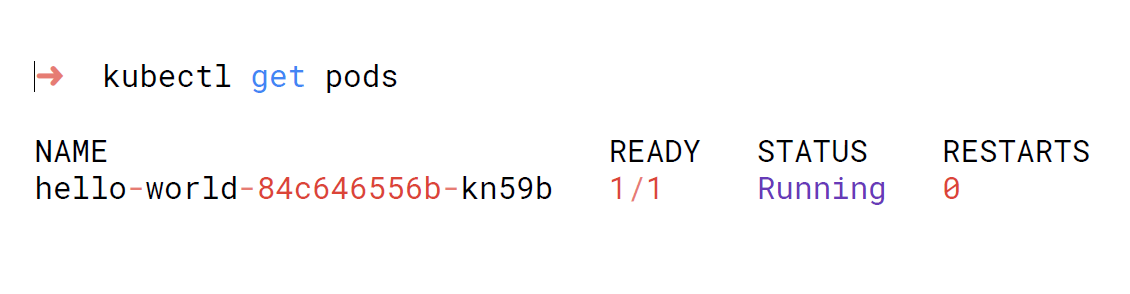 ➜  kubectl get pods
NAME                            READY   STATUS    RESTARTS
hello-world-84c646556b-kn59b   1/1     Running   0